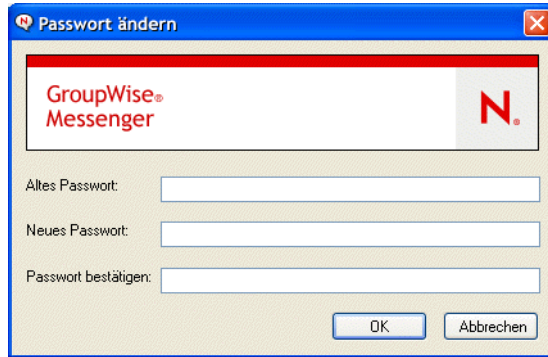 Passwort ändern
GroupWise®
Messenger
N.
Altes Passwort:
Neues Passwort:
Passwort bestätigen:
OK
Abbrechen